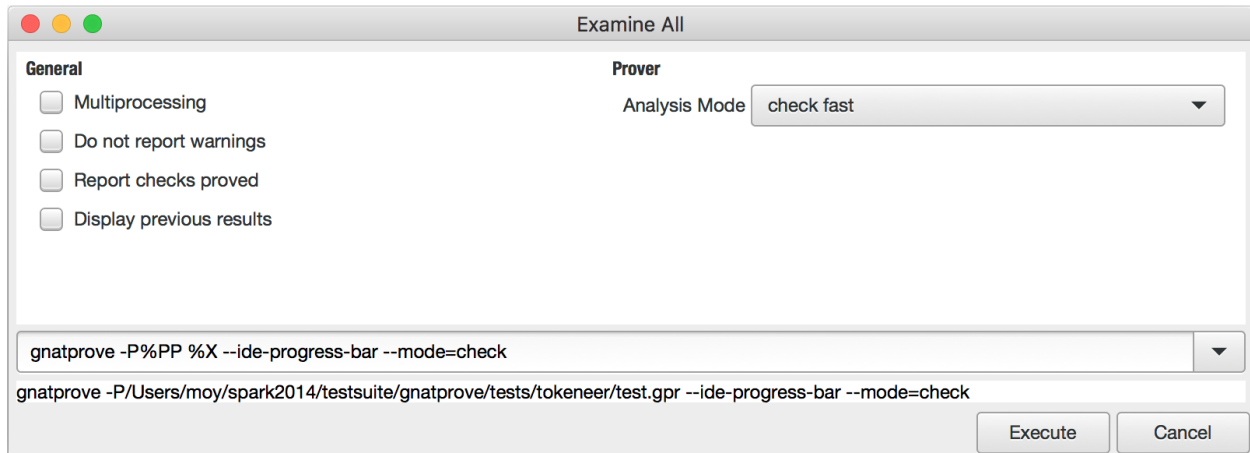 Examine All
General
Multiprocessing
Do not report warnings
Report checks proved
Display previous results
Prover
Analysis Mode check fast
gnatprove -P%PP %X --ide-progress-bar --mode=check
gnatprove -P/Users/moy/spark2014/testsuite/gnatprove/tests/tokeneer/test.gpr --ide-progress-bar --mode=check
Execute Cancel